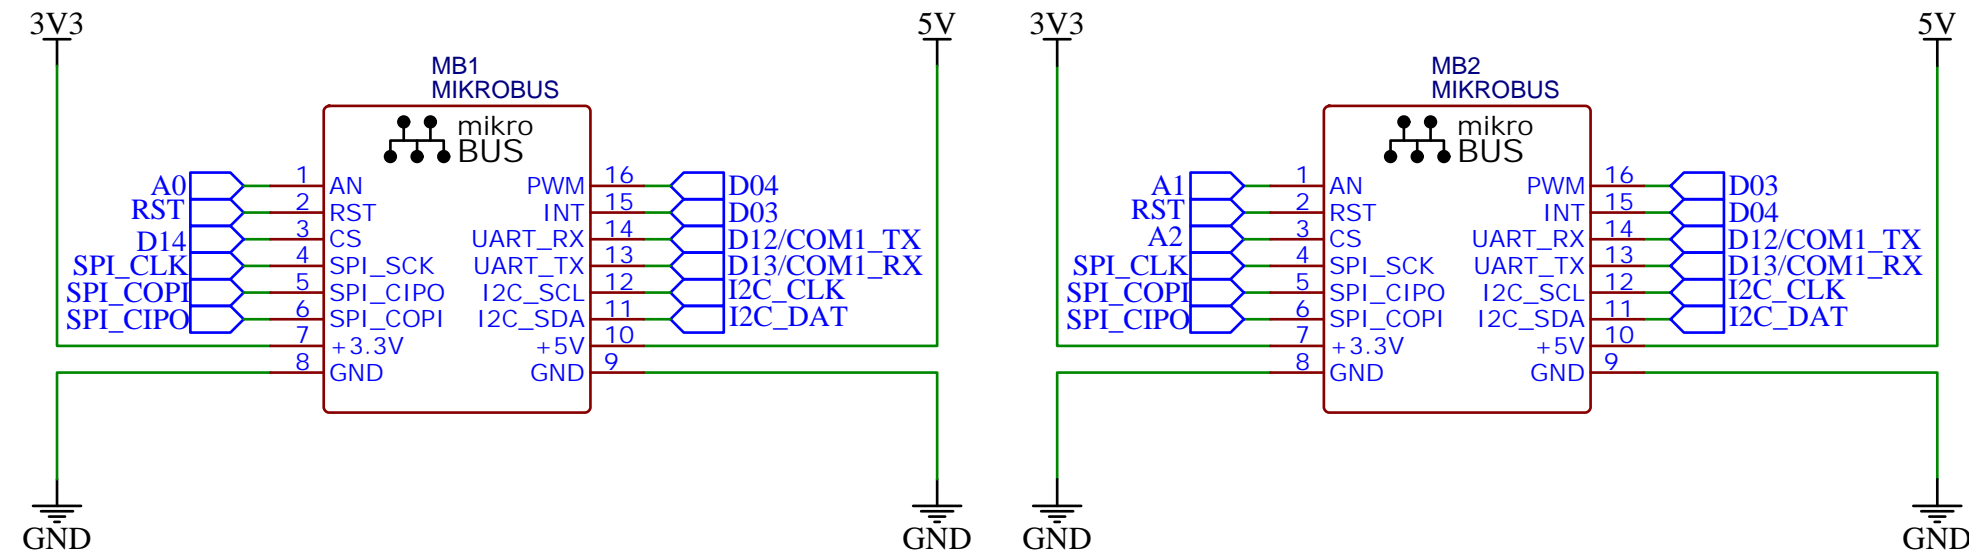 3V3
5V
MB1
MIKROBUS
mikro
BUS
A0 1 AN PWM 16 D04
RST 2 RST INT 15 D03
D14 3 CS UART_RX 14 D12/COM1_TX
SPI_CLK 4 SPI_SCK UART_TX 13 D13/COM1_RX
SPI_COPI 5 SPI_CIPO I2C_SCL 12 I2C_CLK
SPI_CIPO 6 SPI_COPI I2C_SDA 11 I2C_DAT
7 +3.3V +5V 10
8 GND GND 9
GND
GND
3V3
5V
MB2
MIKROBUS
mikro
BUS
A1 1 AN PWM 16 D03
RST 2 RST INT 15 D04
A2 3 CS UART_RX 14 D12/COM1_TX
SPI_CLK 4 SPI_SCK UART_TX 13 D13/COM1_RX
SPI_COPI 5 SPI_CIPO I2C_SCL 12 I2C_CLK
SPI_CIPO 6 SPI_COPI I2C_SDA 11 I2C_DAT
7 +3.3V +5V 10
8 GND GND 9
GND
GND